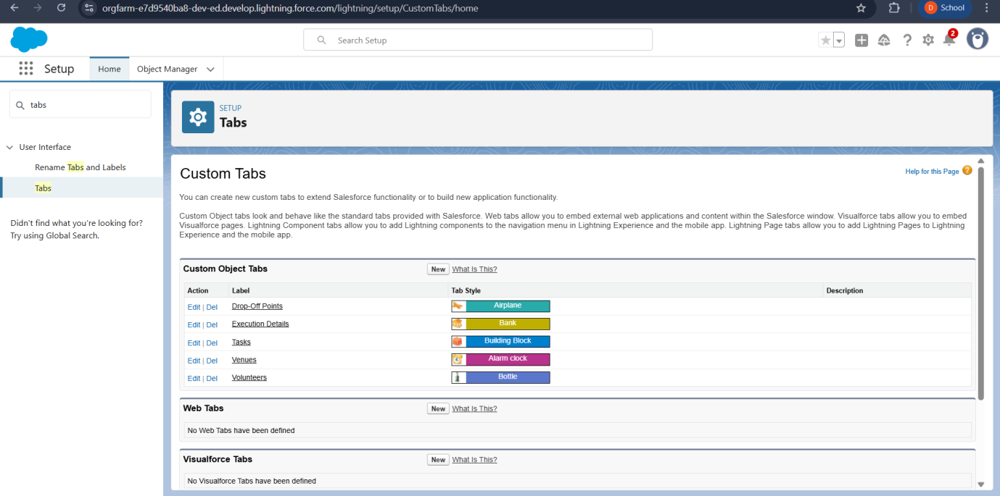 orgfarm-e7d9540ba8-dev-ed.develop.lightning.force.com/lightning/setup/CustomTabs/home
D School
Search Setup
2
Setup
Home
Object Manager
tabs
User Interface
Rename Tabs and Labels
Tabs
Didn't find what you're looking for?
Try using Global Search.
SETUP
Tabs
Custom Tabs
Help for this Page ?
You can create new custom tabs to extend Salesforce functionality or to build new application functionality.
Custom Object tabs look and behave like the standard tabs provided with Salesforce. Web tabs allow you to embed external web applications and content within the Salesforce window. Visualforce tabs allow you to embed
Visualforce pages. Lightning Component tabs allow you to add Lightning components to the navigation menu in Lightning Experience and the mobile app. Lightning Page tabs allow you to add Lightning Pages to Lightning
Experience and the mobile app.
Custom Object Tabs New What Is This?
Action Label Tab Style Description
Edit | Del Drop-Off Points Airplane
Edit | Del Execution Details Bank
Edit | Del Tasks Building Block
Edit | Del Venues Alarm clock
Edit | Del Volunteers Bottle
Web Tabs New What Is This?
No Web Tabs have been defined
Visualforce Tabs New What Is This?
No Visualforce Tabs have been defined